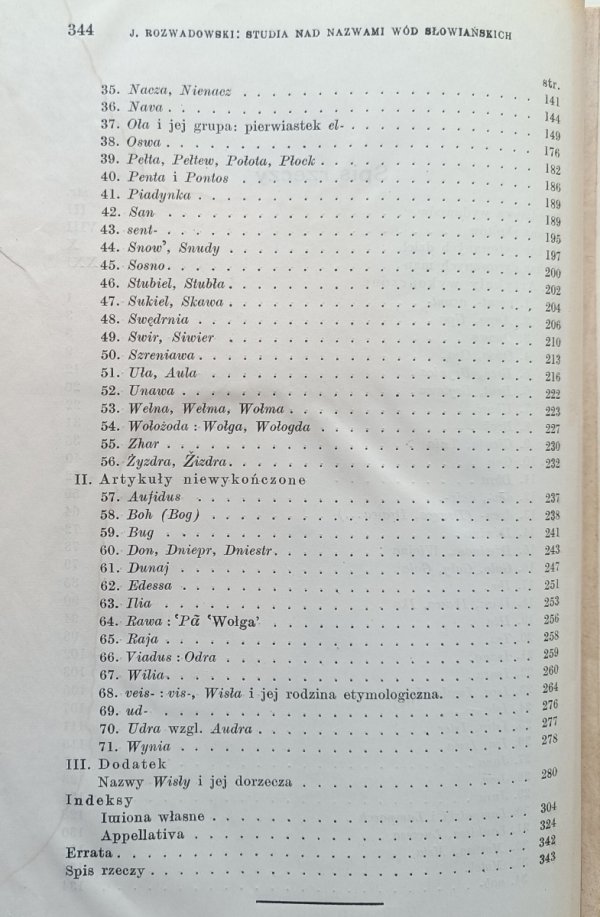 344 J. ROZWADOWSKI: STUDIA NAD NAZWAMI WÓD SŁOWIAŃSKICH
str.
35. Nacza, Nienacz . . . . . . . . . . . . . . . . . . 141
36. Nava . . . . . . . . . . . . . . . . . . 144
37. Ola i jej grupa: pierwiastek el- . . . . . . . . . . . . 149
38. Oswa . . . . . . . . . . . . . . . . . . 176
39. Pełta, Pełtew, Połota, Płock . . . . . . . . . . . . 182
40. Penta i Pontos . . . . . . . . . . . . . . . . . . 186
41. Piadynka . . . . . . . . . . . . . . . . . . 189
42. San . . . . . . . . . . . . . . . . . . 189
43. sent- . . . . . . . . . . . . . . . . . . 195
44. Snow’, Snudy . . . . . . . . . . . . . . . . . . 197
45. Sosno . . . . . . . . . . . . . . . . . . 200
46. Stubiel, Stubła . . . . . . . . . . . . . . . . . . 202
47. Sukiel, Skawa . . . . . . . . . . . . . . . . . . 204
48. Swędrnia . . . . . . . . . . . . . . . . . . 206
49. Swir, Siwier . . . . . . . . . . . . . . . . . . 210
50. Szreniawa . . . . . . . . . . . . . . . . . . 213
51. Uła, Aula . . . . . . . . . . . . . . . . . . 216
52. Unawa . . . . . . . . . . . . . . . . . . 222
53. Wełna, Wełma, Wołma . . . . . . . . . . . . . . 223
54. Wołożoda : Wołga, Wołogda . . . . . . . . . . . . 227
55. Zhar . . . . . . . . . . . . . . . . . . 230
56. Żyzdra, Žizdra . . . . . . . . . . . . . . . . . . 232
II. Artykuły niewykończone
57. Aufidus . . . . . . . . . . . . . . . . . . 237
58. Boh (Bog) . . . . . . . . . . . . . . . . . . 238
59. Bug . . . . . . . . . . . . . . . . . . 241
60. Don, Dniepr, Dniestr . . . . . . . . . . . . . . 243
61. Dunaj . . . . . . . . . . . . . . . . . . 247
62. Edessa . . . . . . . . . . . . . . . . . . 251
63. Ilia . . . . . . . . . . . . . . . . . . 253
64. Rawa : ‘Pã ‘Wołga’ . . . . . . . . . . . . . . 256
65. Raja . . . . . . . . . . . . . . . . . . 258
66. Viadus : Odra . . . . . . . . . . . . . . . . . . 259
67. Wilia . . . . . . . . . . . . . . . . . . 260
68. veis- : vis-, Wisła i jej rodzina etymologiczna . . . . . . 264
69. ud- . . . . . . . . . . . . . . . . . . 276
70. Udra wzgl. Audra . . . . . . . . . . . . . . . . 277
71. Wynia . . . . . . . . . . . . . . . . . . 278
III. Dodatek
Nazwy Wisły i jej dorzecza . . . . . . . . . . . . . . 280
Indeksy
Imiona własne . . . . . . . . . . . . . . . . . . 304
Appellativa . . . . . . . . . . . . . . . . . . 324
Errata . . . . . . . . . . . . . . . . . . 342
Spis rzeczy . . . . . . . . . . . . . . . . . . 343